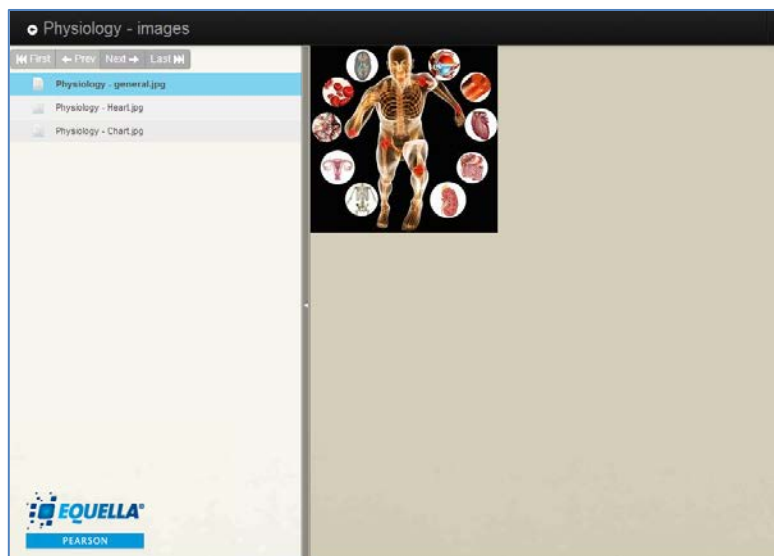 Physiology - images
First Prev Next Last
Physiology - general.jpg
Physiology - Heart.jpg
Physiology - Chart.jpg
EQUELLA®
PEARSON